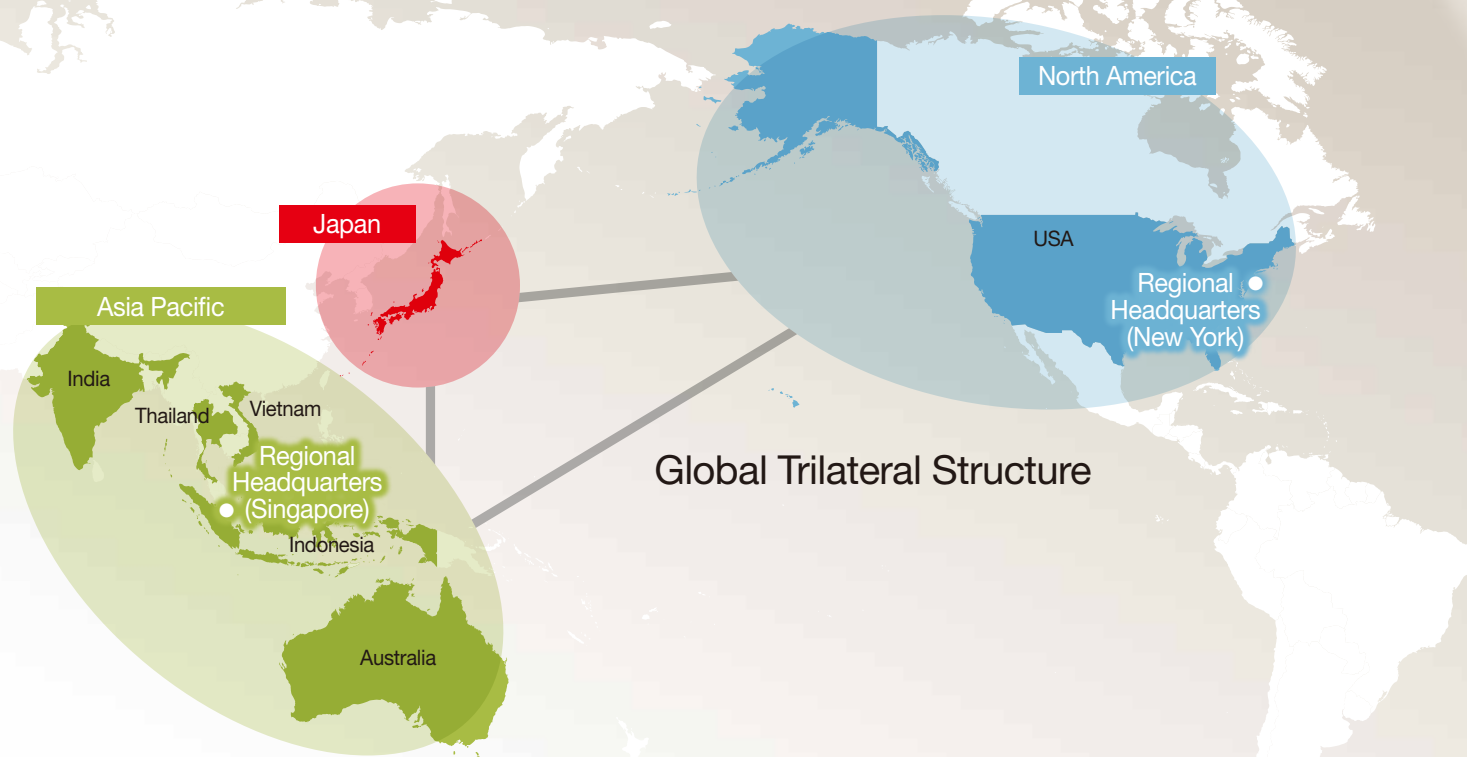 North America
Japan
USA
Regional
Headquarters
(New York)
Asia Pacific
India
Thailand
Vietnam
Regional
Headquarters
(Singapore)
Indonesia
Australia
Global Trilateral Structure